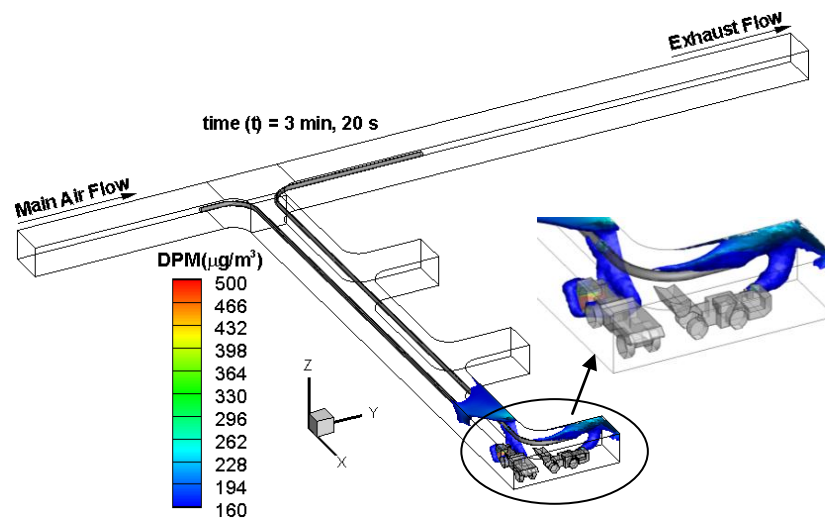 Exhaust Flow
time (t) = 3 min, 20 s
Main Air Flow
DPM(μg/m³)
500
466
432
398
364
330
296
262
228
194
160
Z
Y
X